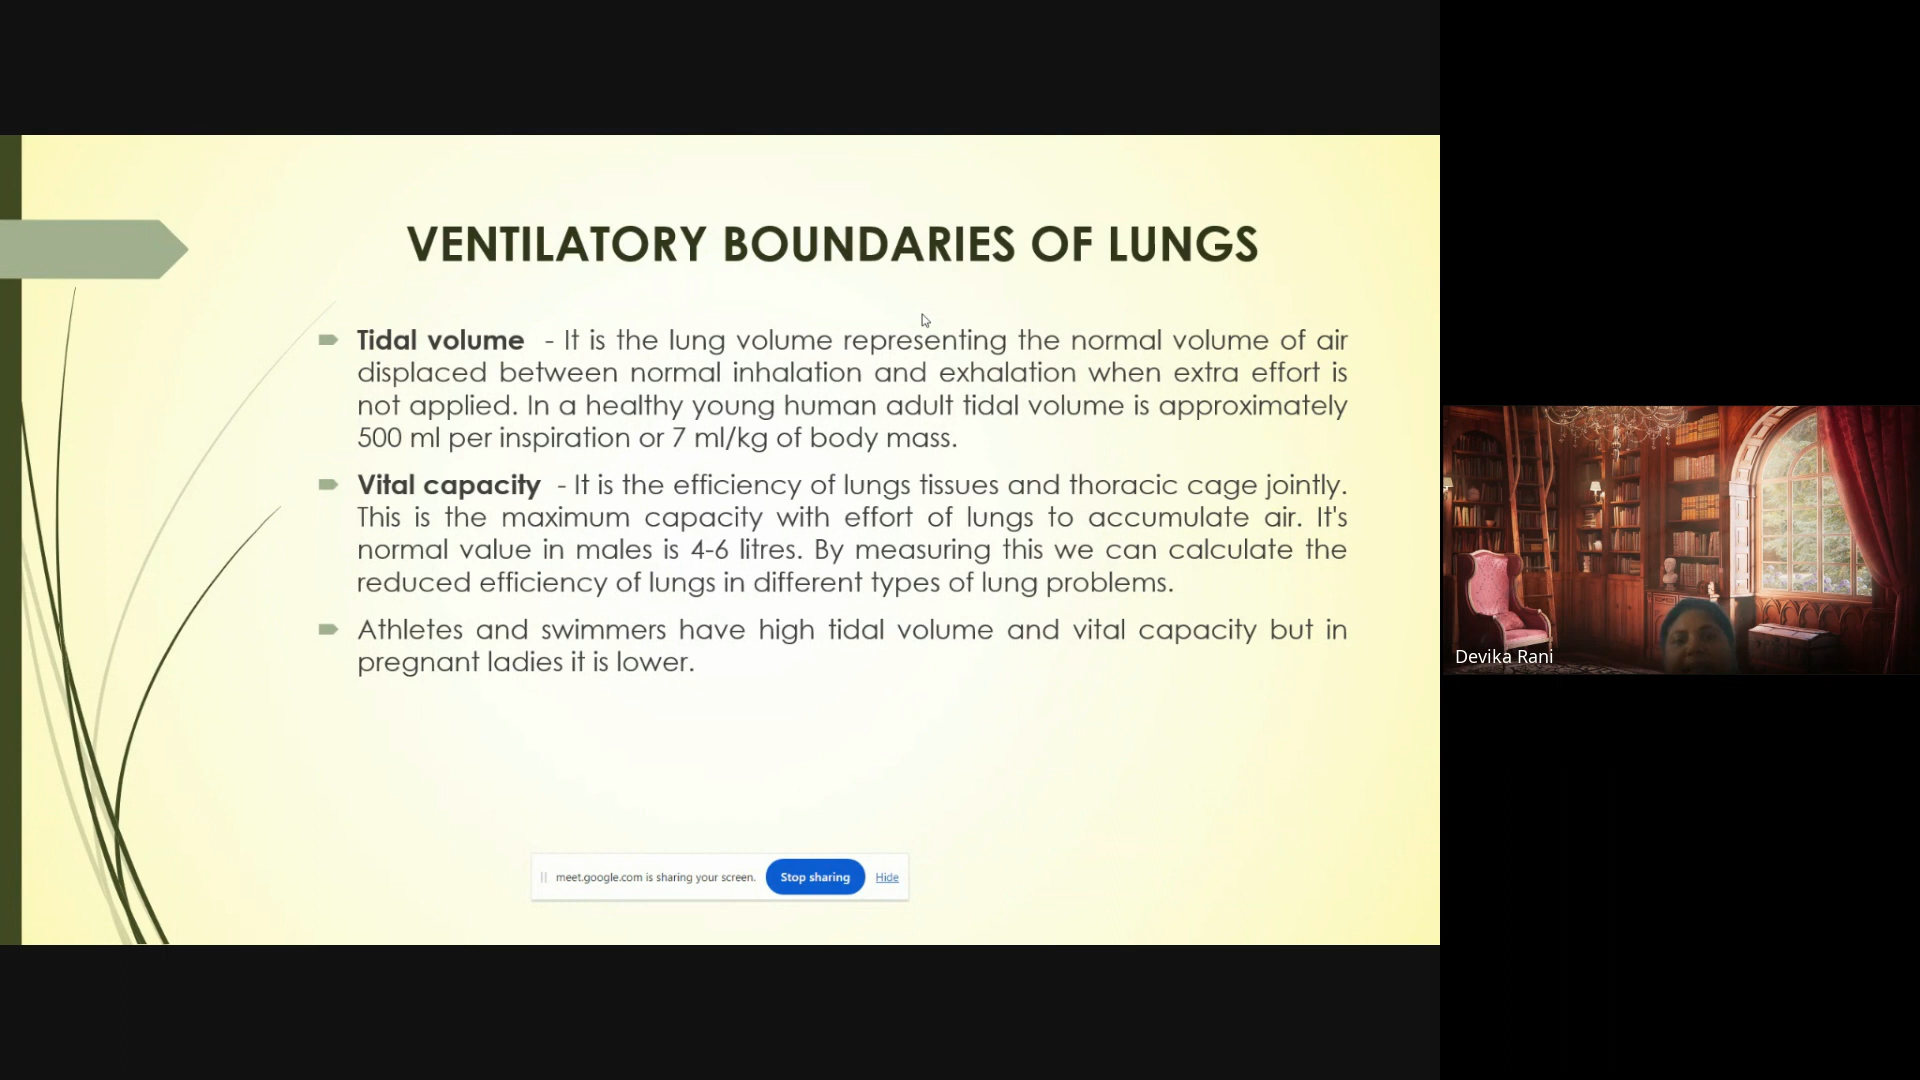 VENTILATORY BOUNDARIES OF LUNGS
Tidal volume - It is the lung volume representing the normal volume of air
displaced between normal inhalation and exhalation when extra effort is
not applied. In a healthy young human adult tidal volume is approximately
500 ml per inspiration or 7 ml/kg of body mass.
Vital capacity - It is the efficiency of lungs tissues and thoracic cage jointly.
This is the maximum capacity with effort of lungs to accumulate air. It's
normal value in males is 4-6 litres. By measuring this we can calculate the
reduced efficiency of lungs in different types of lung problems.
Athletes and swimmers have high tidal volume and vital capacity but in
pregnant ladies it is lower.
meet.google.com is sharing your screen. Stop sharing Hide
Devika Rani